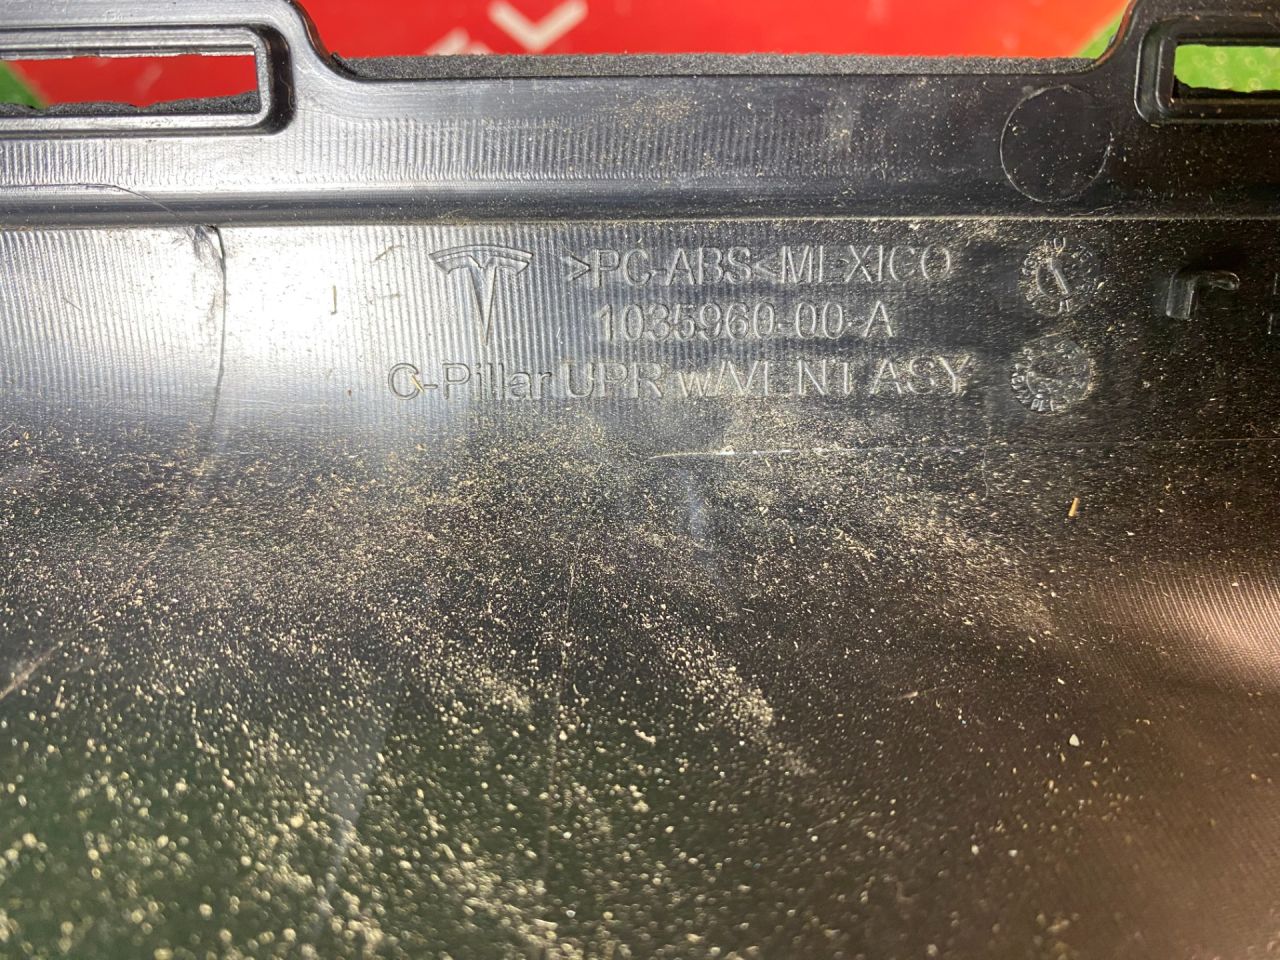 >PC-ABS<MEXICO
1035960-00-A
C-Pillar UPR w/VENT ASY